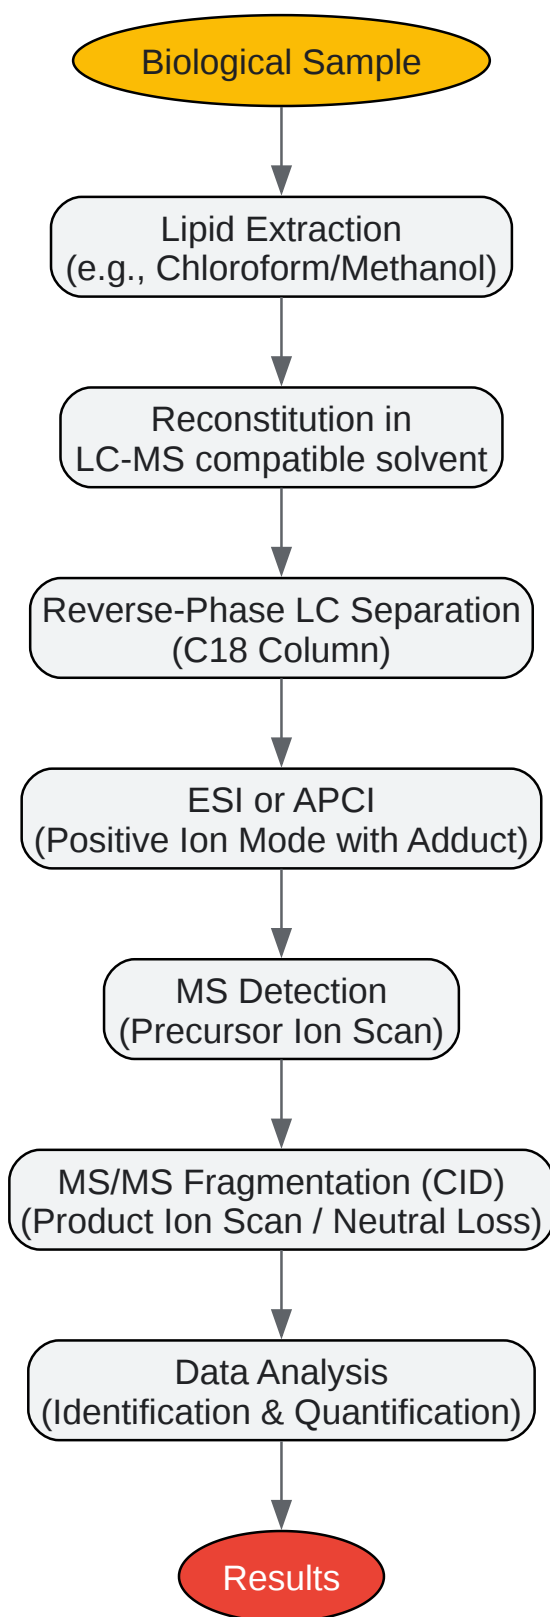 Biological Sample
Lipid Extraction
(e.g., Chloroform/Methanol)
Reconstitution in
LC-MS compatible solvent
Reverse-Phase LC Separation
(C18 Column)
ESI or APCI
(Positive Ion Mode with Adduct)
MS Detection
(Precursor Ion Scan)
MS/MS Fragmentation (CID)
(Product Ion Scan / Neutral Loss)
Data Analysis
(Identification & Quantification)
Results